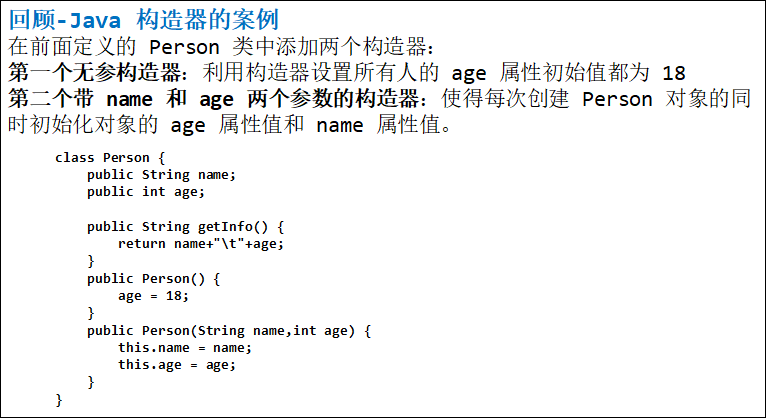 回顾-Java 构造器的案例
在前面定义的 Person 类中添加两个构造器：
第一个无参构造器：利用构造器设置所有人的 age 属性初始值都为 18
第二个带 name 和 age 两个参数的构造器：使得每次创建 Person 对象的同
时初始化对象的 age 属性值和 name 属性值。
class Person {
    public String name;
    public int age;

    public String getInfo() {
        return name+"\t"+age;
    }
    public Person() {
        age = 18;
    }
    public Person(String name,int age) {
        this.name = name;
        this.age = age;
    }
}